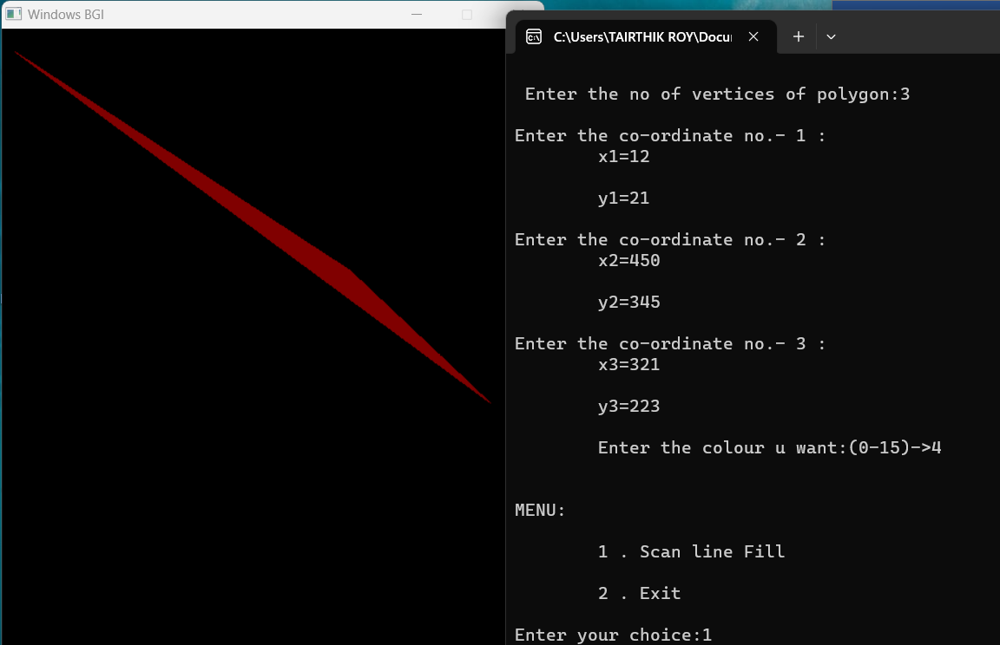 Windows BGI
C:\Users\TAIRTHIK ROY\Docu
Enter the no of vertices of polygon:3
Enter the co-ordinate no.- 1 :
x1=12
y1=21
Enter the co-ordinate no.- 2 :
x2=450
y2=345
Enter the co-ordinate no.- 3 :
x3=321
y3=223
Enter the colour u want:(0-15)->4
MENU:
1 . Scan line Fill
2 . Exit
Enter your choice:1